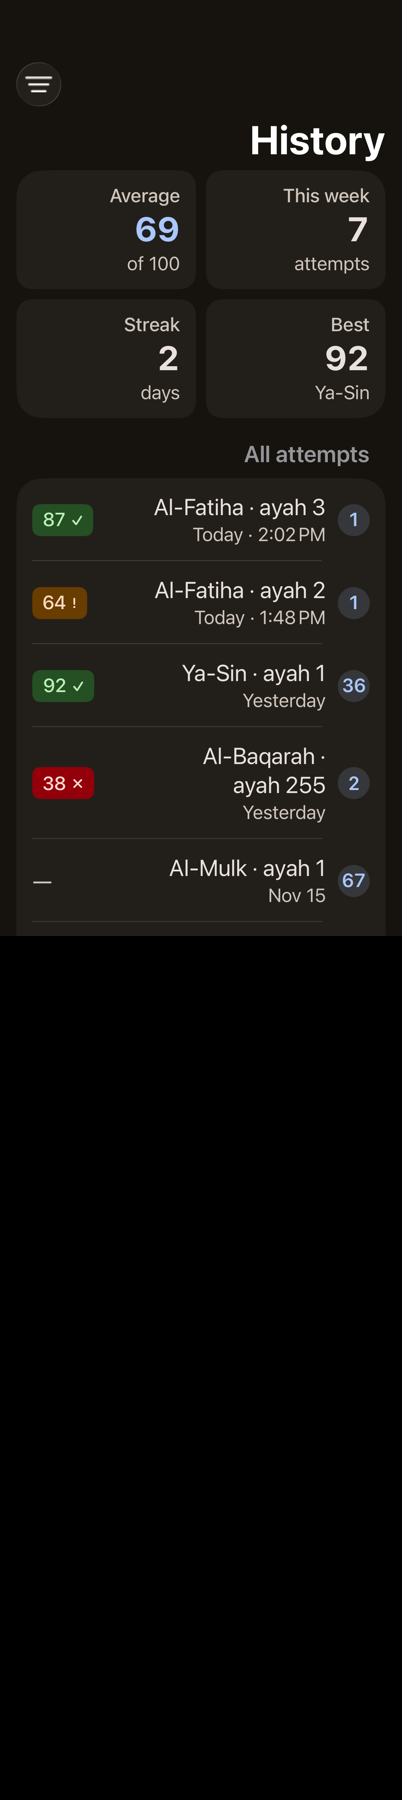 History
Average
69
of 100
This week
7
attempts
Streak
2
days
Best
92
Ya-Sin
All attempts
87 ✓
Al-Fatiha · ayah 3
Today · 2:02 PM
1
64 !
Al-Fatiha · ayah 2
Today · 1:48 PM
1
92 ✓
Ya-Sin · ayah 1
Yesterday
36
38 ×
Al-Baqarah ·
ayah 255
Yesterday
2
—
Al-Mulk · ayah 1
Nov 15
67